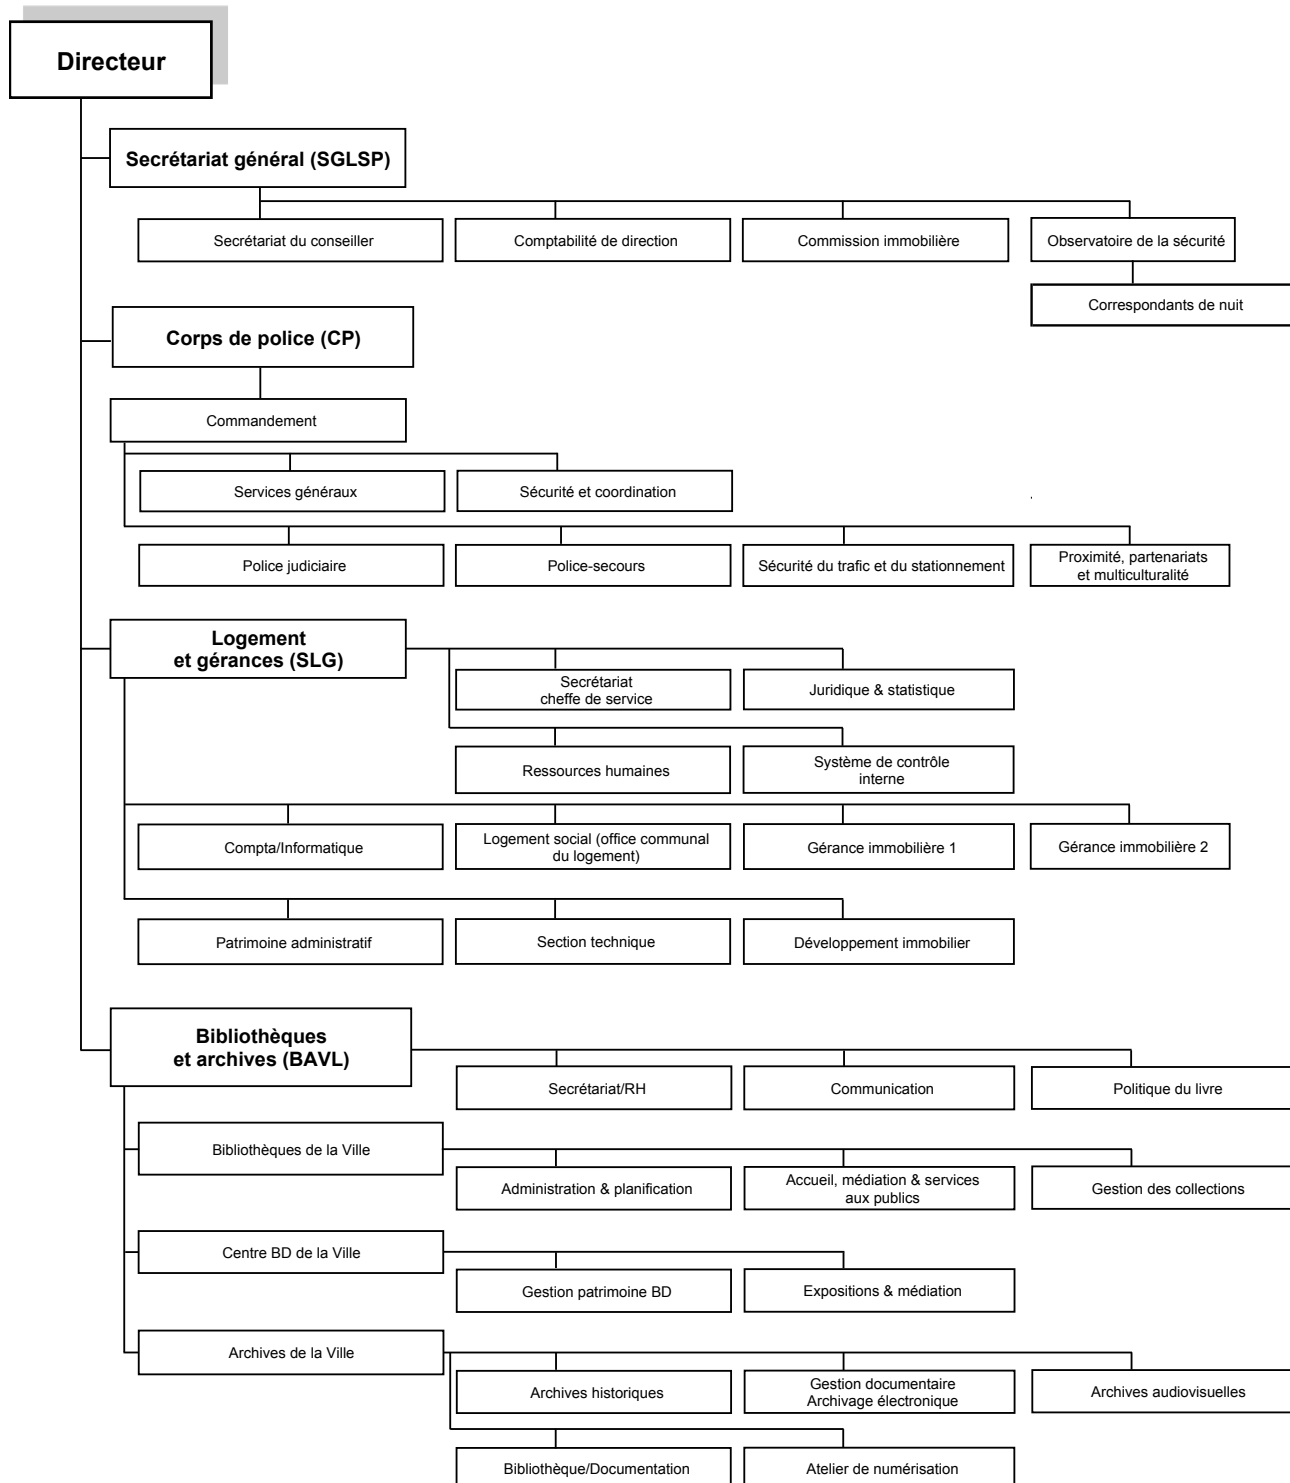 Directeur
Secrétariat général (SGLSP)
Secrétariat du conseiller
Comptabilité de direction
Commission immobilière
Observatoire de la sécurité
Correspondants de nuit
Corps de police (CP)
Commandement
Services généraux
Sécurité et coordination
Police judiciaire
Police-secours
Sécurité du trafic et du stationnement
Proximité, partenariats
et multiculturalité
Logement
et gérances (SLG)
Secrétariat
cheffe de service
Juridique & statistique
Ressources humaines
Système de contrôle
interne
Compta/Informatique
Logement social (office communal
du logement)
Gérance immobilière 1
Gérance immobilière 2
Patrimoine administratif
Section technique
Développement immobilier
Bibliothèques
et archives (BAVL)
Secrétariat/RH
Communication
Politique du livre
Bibliothèques de la Ville
Administration & planification
Accueil, médiation & services
aux publics
Gestion des collections
Centre BD de la Ville
Gestion patrimoine BD
Expositions & médiation
Archives de la Ville
Archives historiques
Gestion documentaire
Archivage électronique
Archives audiovisuelles
Bibliothèque/Documentation
Atelier de numérisation